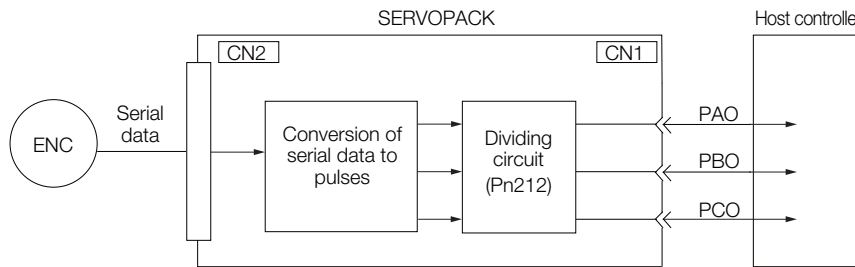 SERVOPACK
Host controlle
CN2
CN1
ENC
Serial
data
Conversion of
serial data to
pulses
Dividing
circuit
(Pn212)
PAO
PBO
PCO